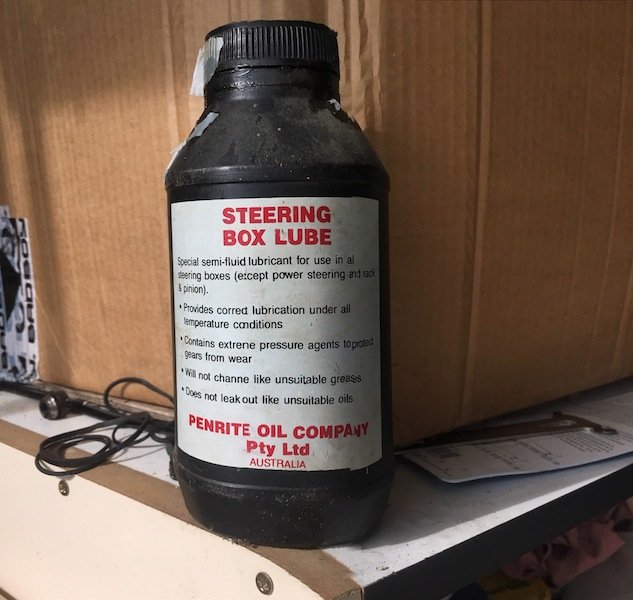 STEERING
BOX LUBE
Special semi-fluid lubricant for use in al
steering boxes (except power steering and rack
& pinion).
• Provides correct lubrication under all
temperature conditions
• Contains extreme pressure agents to protect
gears from wear
• Will not channe like unsuitable greases
• Does not leak out like unsuitable oils
PENRITE OIL COMPANY
Pty Ltd
AUSTRALIA